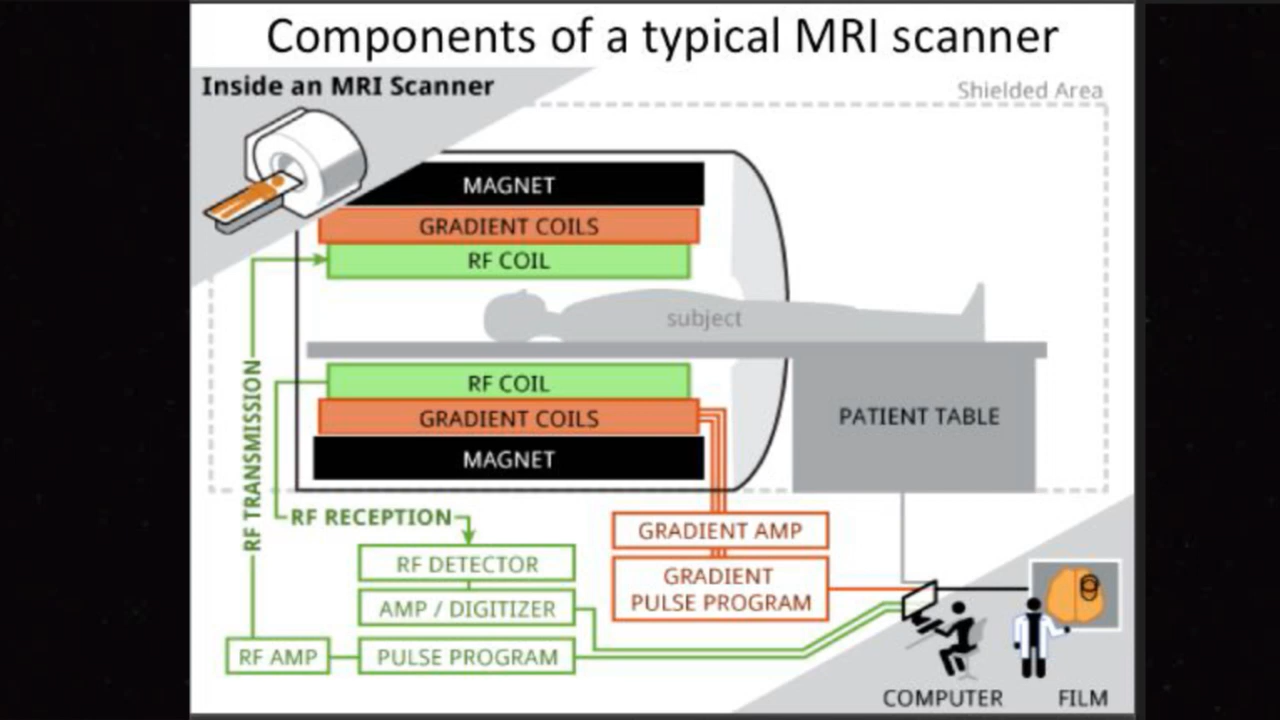 Components of a typical MRI scanner
Inside an MRI Scanner
Shielded Area
MAGNET
GRADIENT COILS
RF COIL
subject
RF COIL
GRADIENT COILS
MAGNET
PATIENT TABLE
RF TRANSMISSION
RF RECEPTION
RF DETECTOR
AMP / DIGITIZER
RF AMP
PULSE PROGRAM
GRADIENT AMP
GRADIENT
PULSE PROGRAM
COMPUTER
FILM